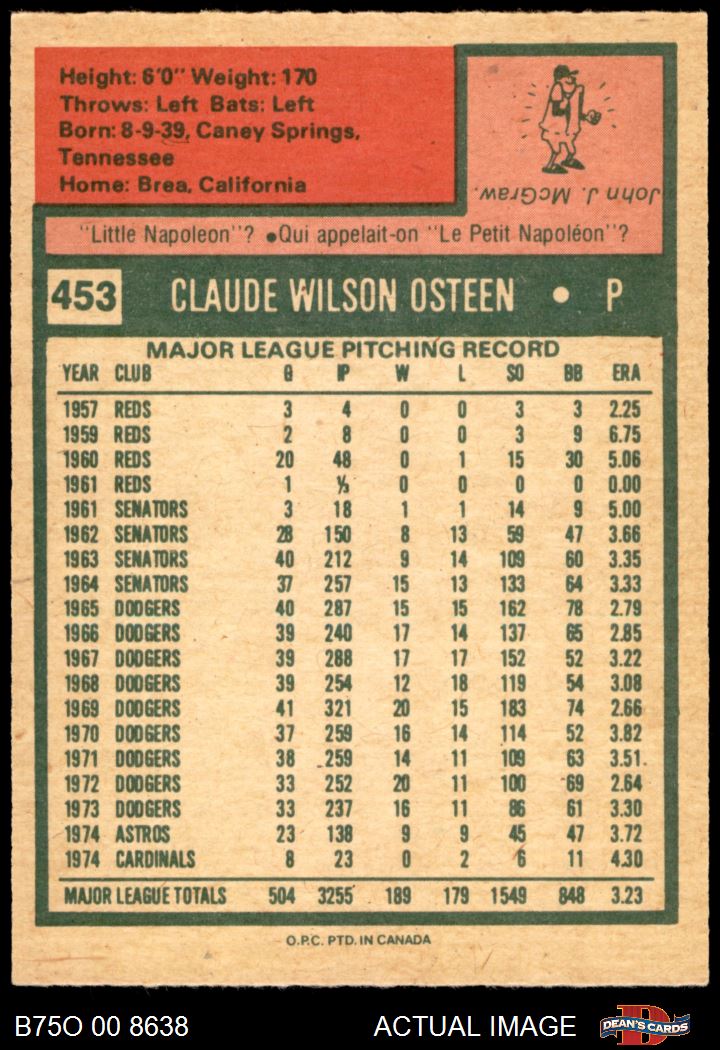 Height: 6'0" Weight: 170
Throws: Left Bats: Left
Born: 8-9-39, Caney Springs,
Tennessee
Home: Brea, California
John J. McGraw.
"Little Napoleon"? ● Qui appelait-on "Le Petit Napoléon"?
453 CLAUDE WILSON OSTEEN • P
MAJOR LEAGUE PITCHING RECORD
YEAR CLUB G IP W L SO BB ERA
1957 REDS 3 4 0 0 3 3 2.25
1959 REDS 2 8 0 0 3 9 6.75
1960 REDS 20 48 0 1 15 30 5.06
1961 REDS 1 ⅓ 0 0 0 0 0.00
1961 SENATORS 3 18 1 1 14 9 5.00
1962 SENATORS 28 150 8 13 59 47 3.66
1963 SENATORS 40 212 9 14 109 60 3.35
1964 SENATORS 37 257 15 13 133 64 3.33
1965 DODGERS 40 287 15 15 162 78 2.79
1966 DODGERS 39 240 17 14 137 65 2.85
1967 DODGERS 39 288 17 17 152 52 3.22
1968 DODGERS 39 254 12 18 119 54 3.08
1969 DODGERS 41 321 20 15 183 74 2.66
1970 DODGERS 37 259 16 14 114 52 3.82
1971 DODGERS 38 259 14 11 109 63 3.51
1972 DODGERS 33 252 20 11 100 69 2.64
1973 DODGERS 33 237 16 11 86 61 3.30
1974 ASTROS 23 138 9 9 45 47 3.72
1974 CARDINALS 8 23 0 2 6 11 4.30
MAJOR LEAGUE TOTALS 504 3255 189 179 1549 848 3.23
O.P.C. PTD. IN CANADA
B75O 00 8638 ACTUAL IMAGE DEAN'S CARDS